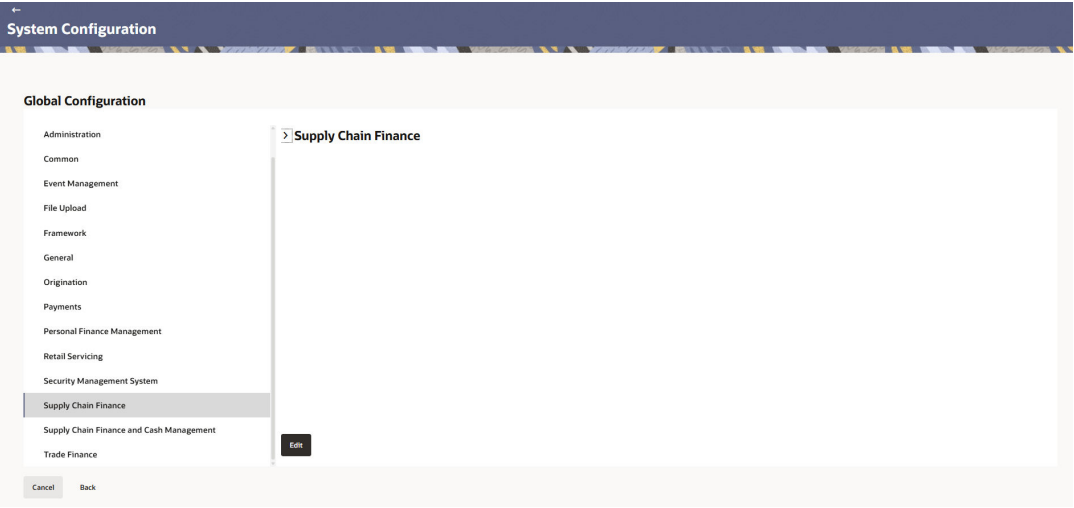 ←
System Configuration
Global Configuration
Administration
Common
Event Management
File Upload
Framework
General
Origination
Payments
Personal Finance Management
Retail Servicing
Security Management System
Supply Chain Finance
Supply Chain Finance and Cash Management
Trade Finance
> Supply Chain Finance
Edit
Cancel Back